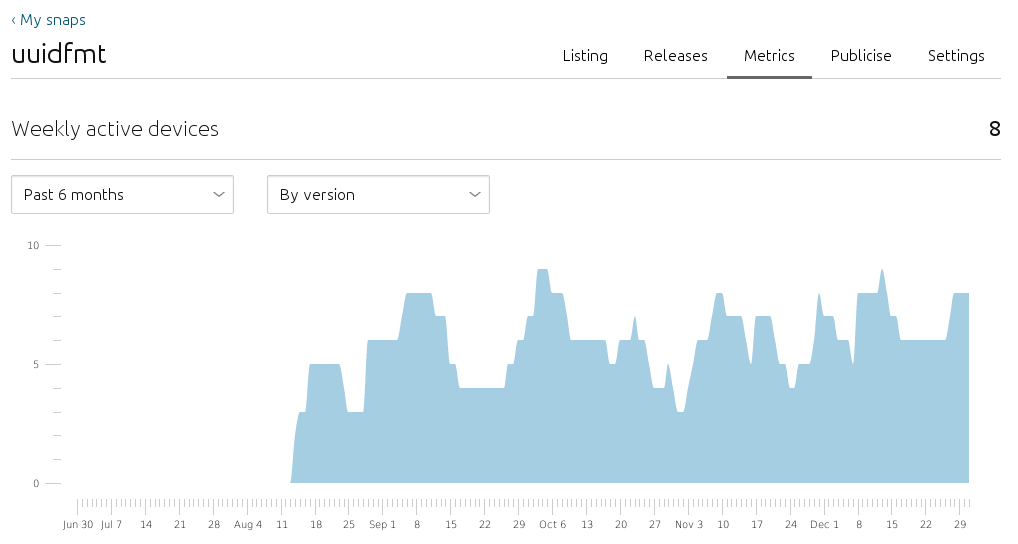 ‹ My snaps
uuidfmt
Listing Releases Metrics Publicise Settings
Weekly active devices 8
Past 6 months By version
10
5
0
Jun 30 Jul 7 14 21 28 Aug 4 11 18 25 Sep 1 8 15 22 29 Oct 6 13 20 27 Nov 3 10 17 24 Dec 1 8 15 22 29